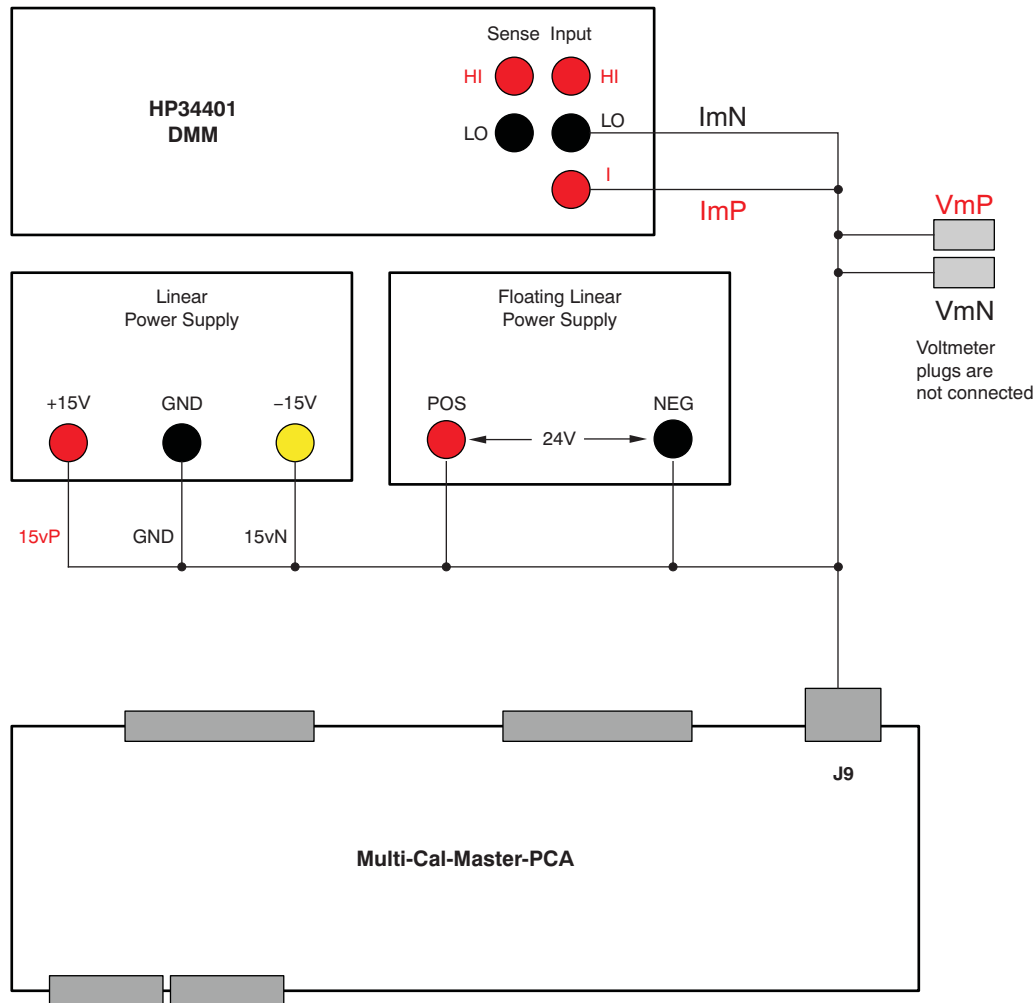 Sense Input
HI HI
HP34401
DMM
LO LO
ImN
I
ImP
VmP
VmN
Voltmeter
plugs are
not connected
Linear
Power Supply
+15V GND −15V
Floating Linear
Power Supply
POS 24V NEG
15vP GND 15vN
J9
Multi-Cal-Master-PCA